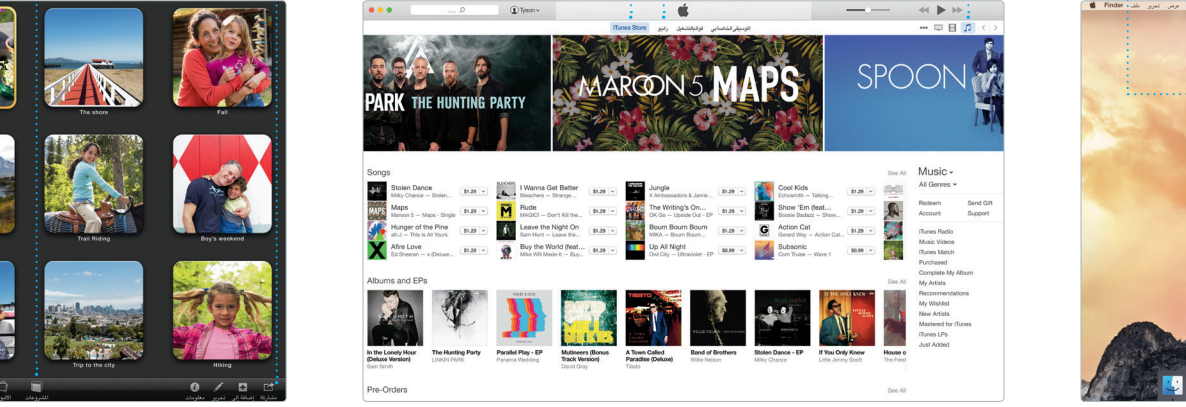 The shore
Fall
Trail Riding
Boy's weekend
Trip to the city
Hiking
المشروعات
معلومات
تحرير
إضافة إلى
مشاركة
Tyson
iTunes Store
راديو
PARK THE HUNTING PARTY
MAROON 5 MAPS
SPOON
Songs
See All
Stolen Dance
Milky Chance — Stolen...
$1.29
Maps
Maroon 5 — Maps - Single
$1.29
Hunger of the Pine
alt-J — This Is All Yours
$1.29
Afire Love
Ed Sheeran — x (Deluxe...
$1.29
I Wanna Get Better
Bleachers — Strange...
$1.29
Rude
MAGIC! — Don't Kill the...
$1.29
Leave the Night On
Sam Hunt — Leave the...
$1.29
Buy the World (feat...
Mike Will Made-It — Buy...
$1.29
Jungle
X Ambassadors & Jamie...
$1.29
The Writing's On...
OK Go — Upside Out - EP
$1.29
Boum Boum Boum
MIKA — Boum Boum...
$1.29
Up All Night
Owl City — Ultraviolet - EP
$0.99
Cool Kids
Echosmith — Talking...
$1.29
Show 'Em (feat...
Boosie Badazz — Show...
$1.29
Action Cat
Gerard Way — Action Cat...
$1.29
Subsonic
Com Truise — Wave 1
$0.99
Music
All Genres
Redeem
Send Gift
Account
Support
iTunes Radio
Music Videos
iTunes Match
Purchased
Complete My Album
My Artists
Recommendations
My Wishlist
New Artists
Mastered for iTunes
iTunes LPs
Just Added
Albums and EPs
See All
In the Lonely Hour
(Deluxe Version)
Sam Smith
The Hunting Party
LINKIN PARK
Parallel Play - EP
Panama Wedding
Mutineers (Bonus
Track Version)
David Gray
A Town Called
Paradise (Deluxe)
Tiësto
Band of Brothers
Willie Nelson
Stolen Dance - EP
Milky Chance
If You Only Knew
Little Jimmy Scott
House o
The Fresh
Pre-Orders
See All
Finder
ملف
تحرير
عرض